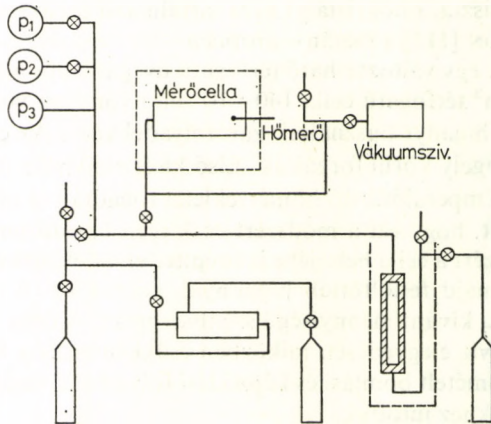 p₁
p₂
p₃
Mérőcella
Hőmérő
Vákuumsziv.